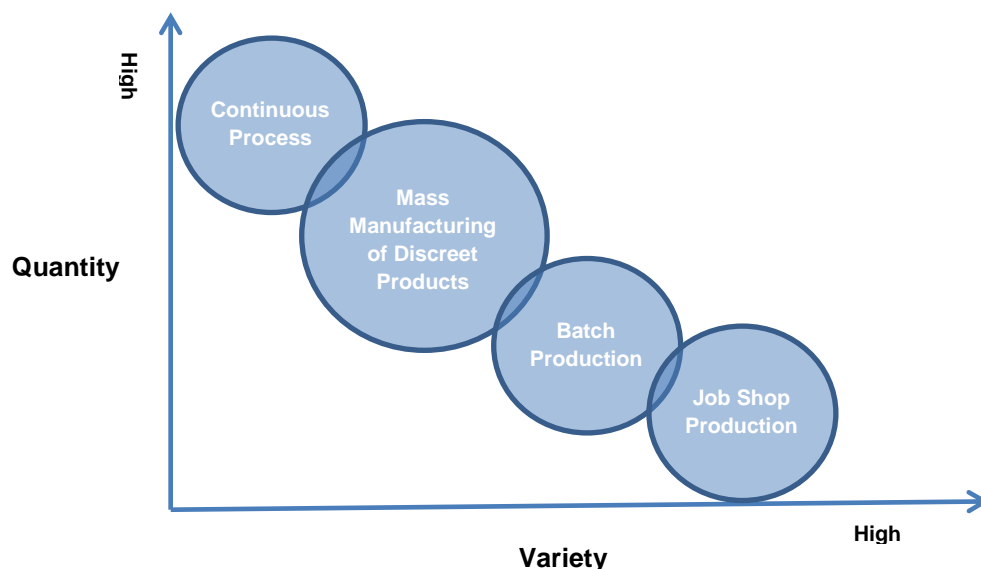 High
Continuous
Process
Mass
Manufacturing
of Discreet
Products
Quantity
Batch
Production
Job Shop
Production
High
Variety